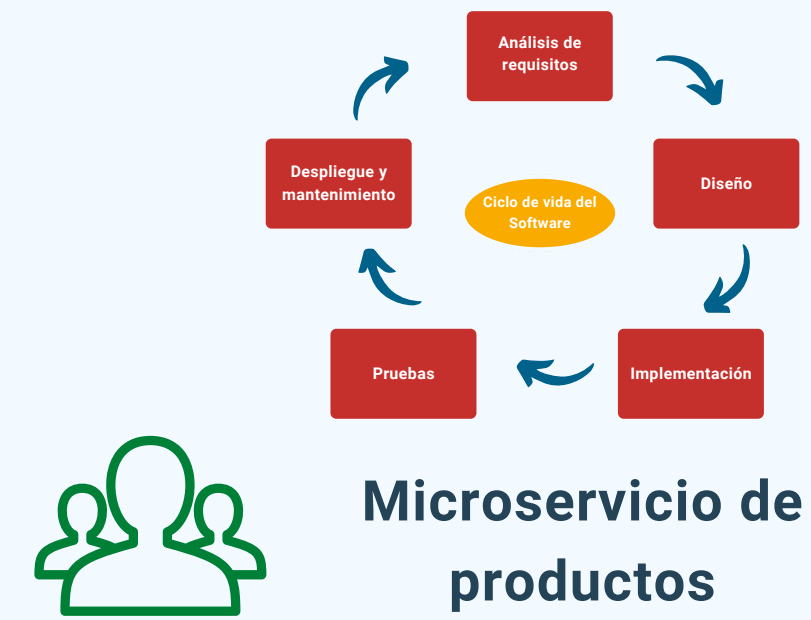 Análisis de
requisitos
Diseño
Implementación
Pruebas
Despliegue y
mantenimiento
Ciclo de vida del
Software
Microservicio de
productos